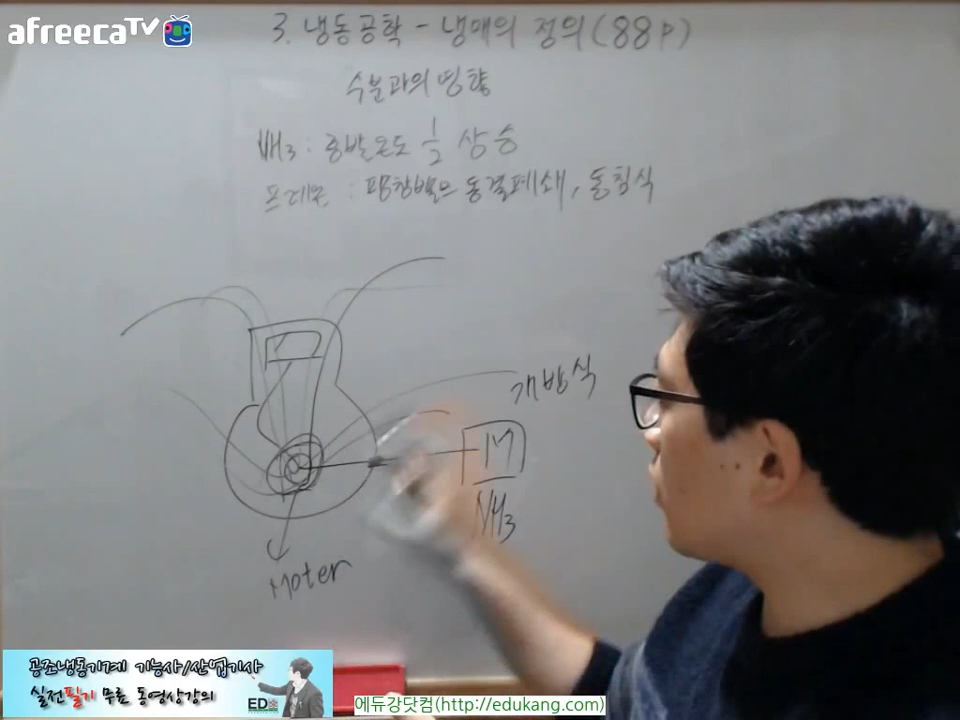 afreecaTV
3. 냉동공학 - 냉매의 정의(88P)
수분과의 영향
NH3 : 증발온도 1/2 상승
프레온 : 팽창밸브 동결폐쇄, 동침식
개방식
M
NH3
Moter
공조냉동기계 기능사/산업기사
실전필기 무료 동영상강의
ED
에듀강닷컴(http://edukang.com)